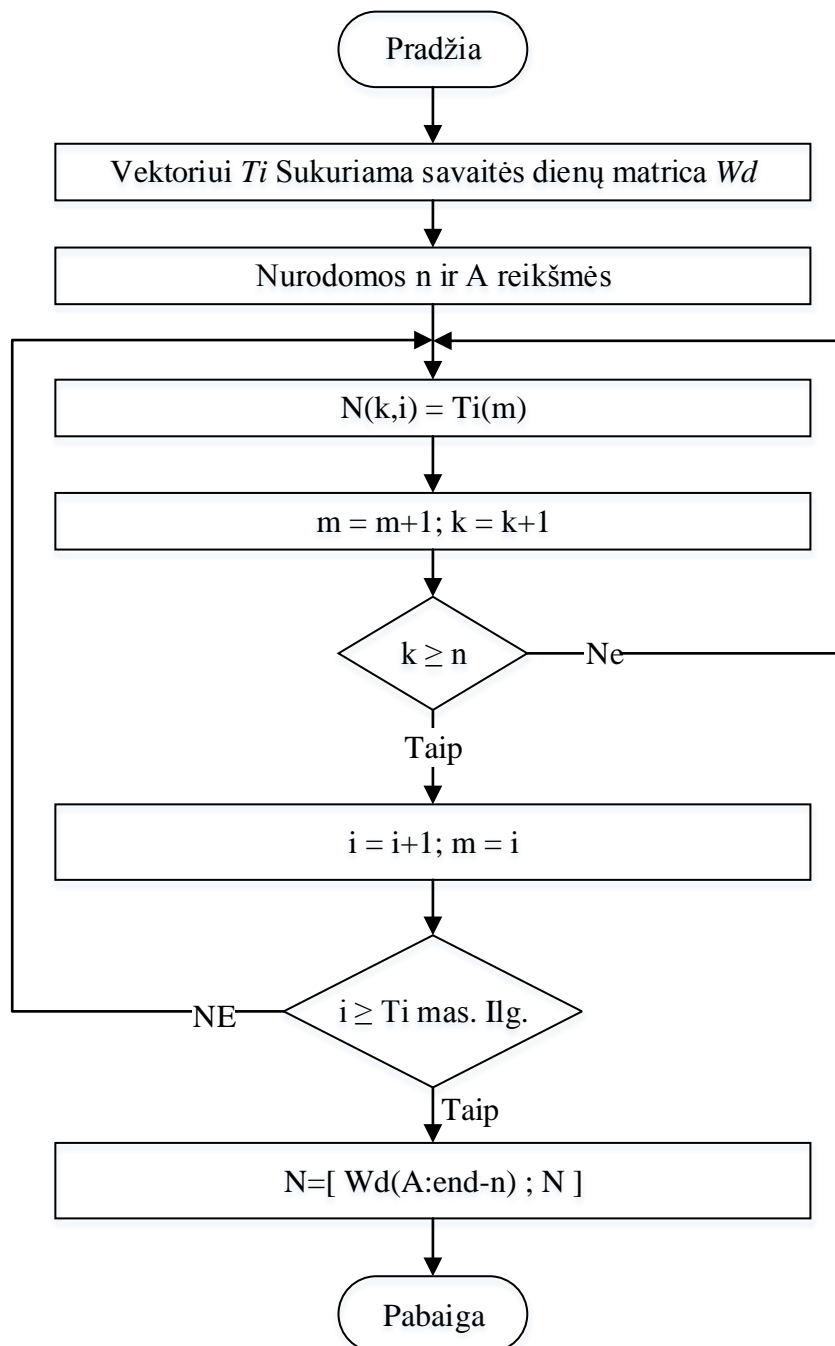 Pradžia
Vektoriui Ti Sukuriama savaitės dienų matrica Wd
Nurodomos n ir A reikšmės
N(k,i) = Ti(m)
m = m+1; k = k+1
k ≥ n
Ne
Taip
i = i+1; m = i
i ≥ Ti mas. Ilg.
NE
Taip
N=[ Wd(A:end-n) ; N ]
Pabaiga